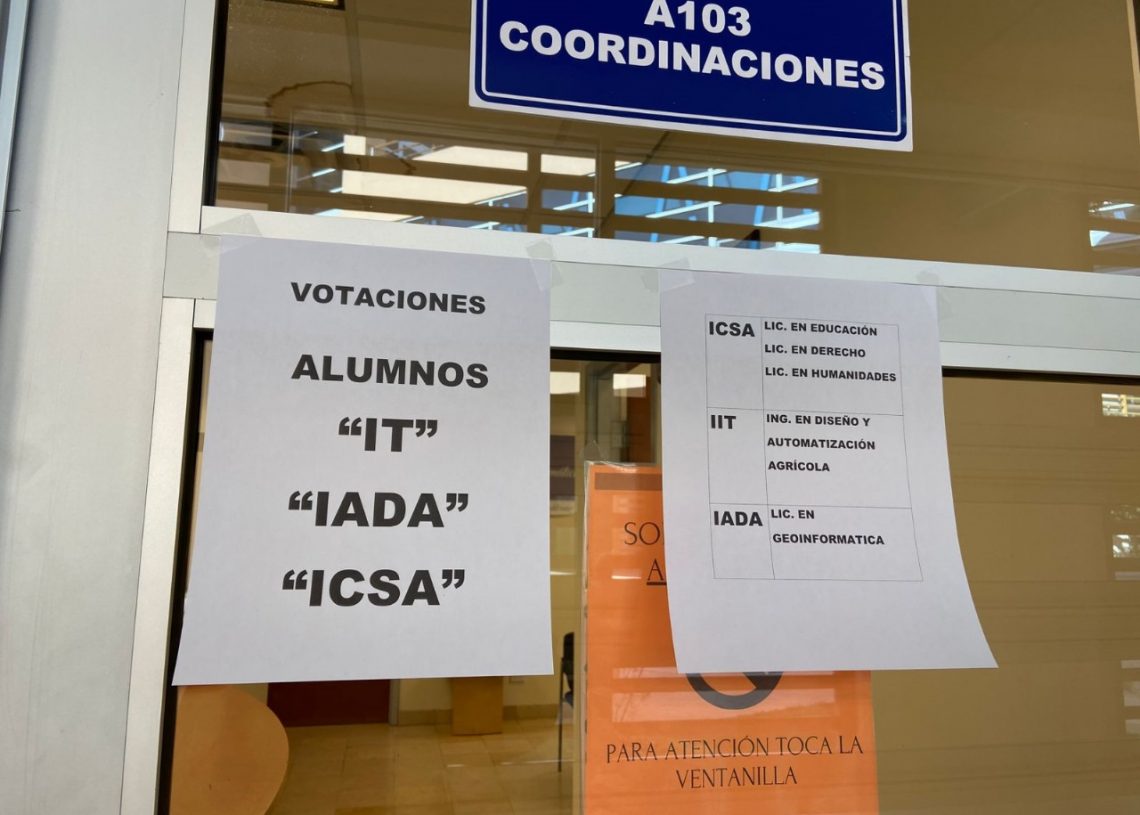 A103
COORDINACIONES
VOTACIONES
ALUMNOS
“IT”
“IADA”
“ICSA”
ICSA
LIC. EN EDUCACIÓN
LIC. EN DERECHO
LIC. EN HUMANIDADES
IIT
ING. EN DISEÑO Y
AUTOMATIZACIÓN
AGRÍCOLA
IADA
LIC. EN
GEOINFORMATICA
PARA ATENCIÓN TOCA LA
VENTANILLA